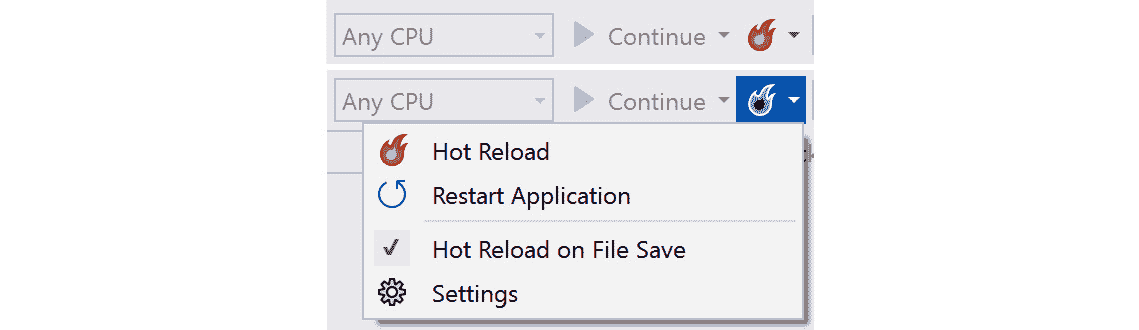 Any CPU Continue
Any CPU Continue
Hot Reload
Restart Application
Hot Reload on File Save
Settings